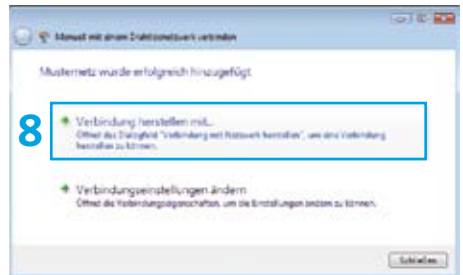 Manuell mit einem Drahtlosnetzwerk verbinden
Musternetz wurde erfolgreich hinzugefügt
8
Verbindung herstellen mit...
Öffnet das Dialogfeld "Verbindung mit Netzwerk herstellen", um eine Verbindung
herstellen zu können.
Verbindungseinstellungen ändern
Öffnet die Verbindungseigenschaften, um die Einstellungen ändern zu können.
Schließen